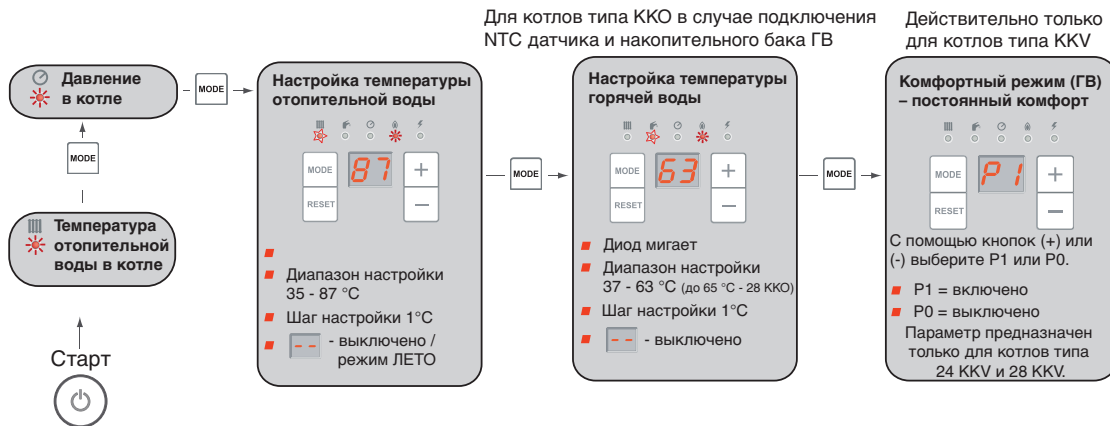 Для котлов типа ККО в случае подключения
NTC датчика и накопительного бака ГВ
Действительно только
для котлов типа KKV
Давление
в котле
MODE
MODE
Температура
отопительной
воды в котле
Старт
Настройка температуры
отопительной воды
MODE
87
+
RESET
−
Диапазон настройки
35 - 87 °C
Шаг настройки 1°C
-- - выключено /
режим ЛЕТО
MODE
Настройка температуры
горячей воды
MODE
63
+
RESET
−
Диод мигает
Диапазон настройки
37 - 63 °C (до 65 °C - 28 ККО)
Шаг настройки 1°C
-- - выключено
MODE
Комфортный режим (ГВ)
– постоянный комфорт
MODE
P1
+
RESET
−
С помощью кнопок (+) или
(-) выберите P1 или P0.
P1 = включено
P0 = выключено
Параметр предназначен
только для котлов типа
24 KKV и 28 KKV.